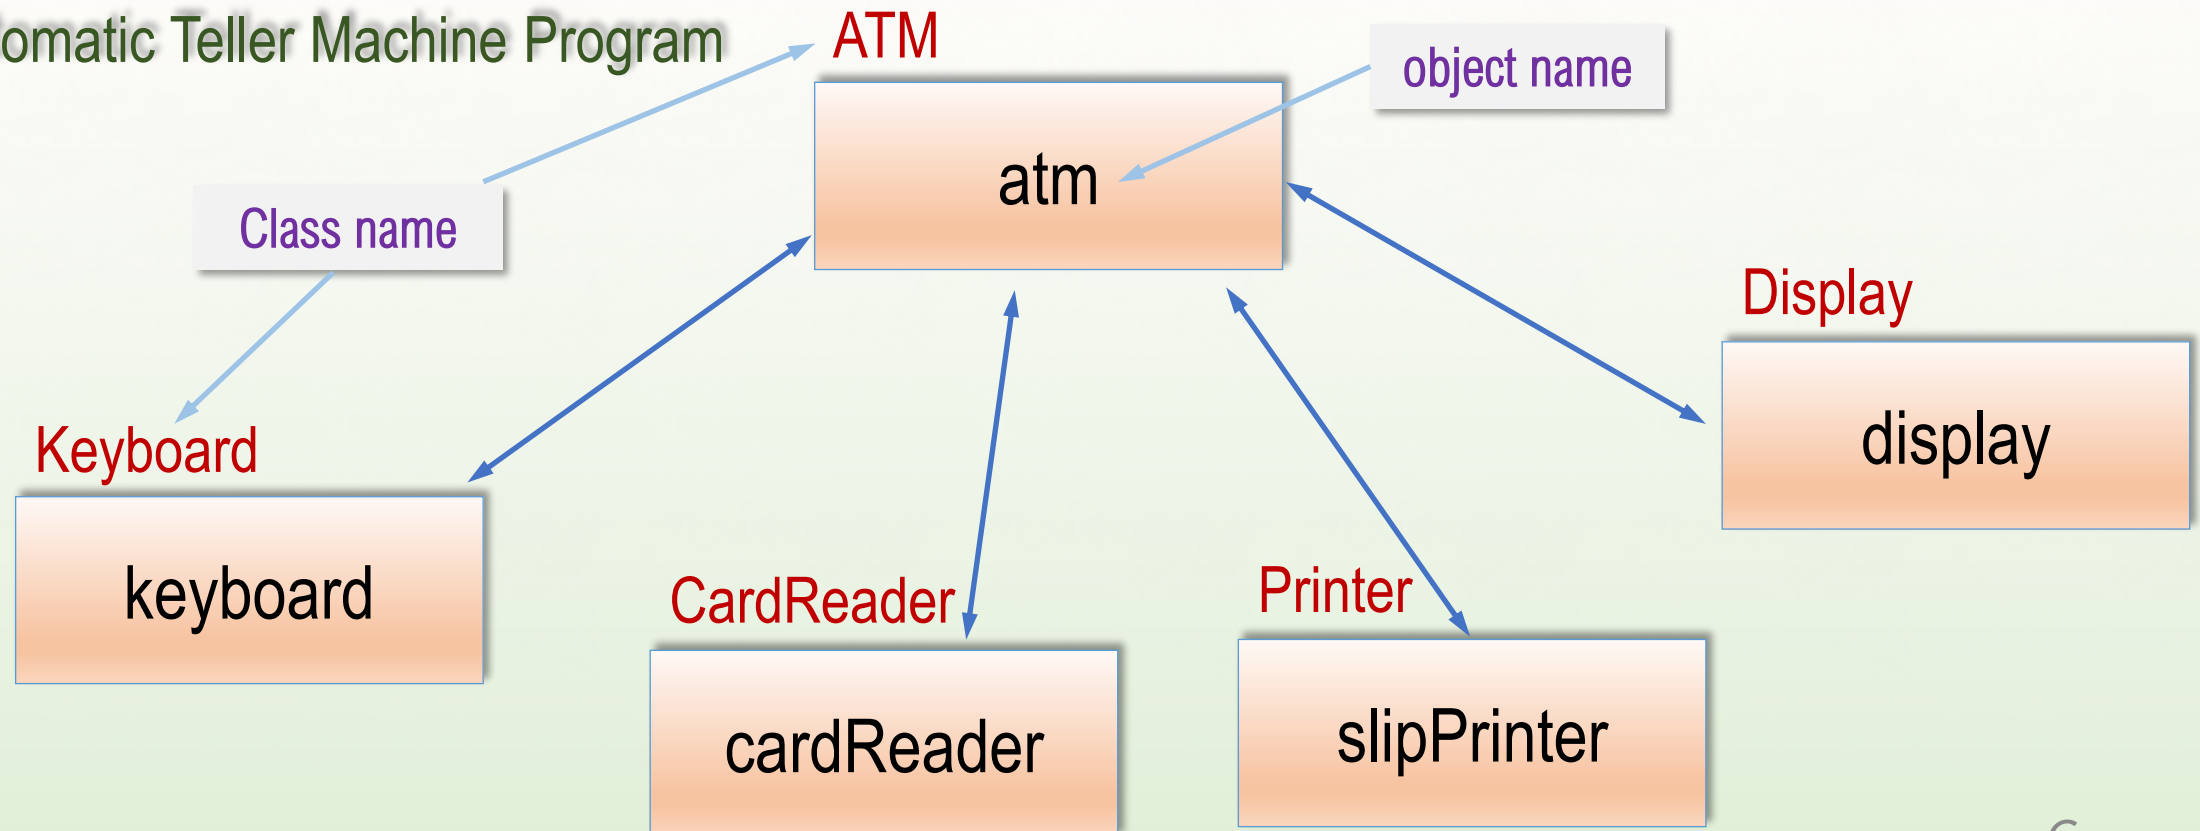 omatic Teller Machine Program
ATM
object name
atm
Class name
Display
display
Keyboard
keyboard
CardReader
cardReader
Printer
slipPrinter